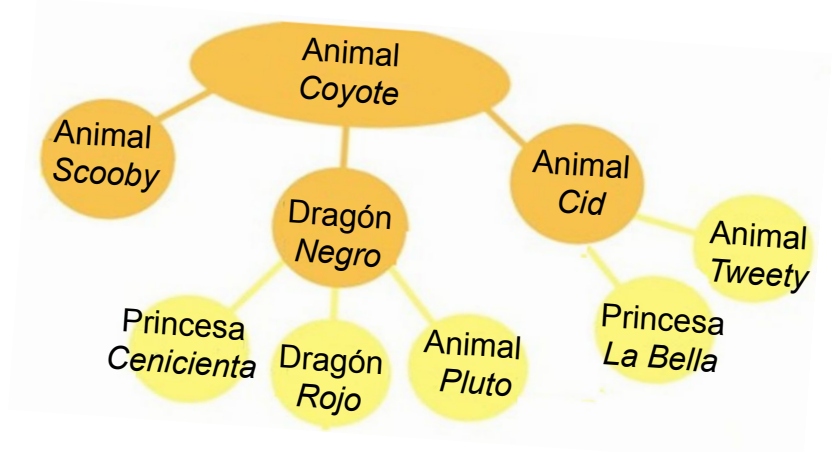 Animal
Coyote
Animal
Scooby
Dragón
Negro
Animal
Cid
Animal
Tweety
Princesa
Cenicienta
Dragón
Rojo
Animal
Pluto
Princesa
La Bella